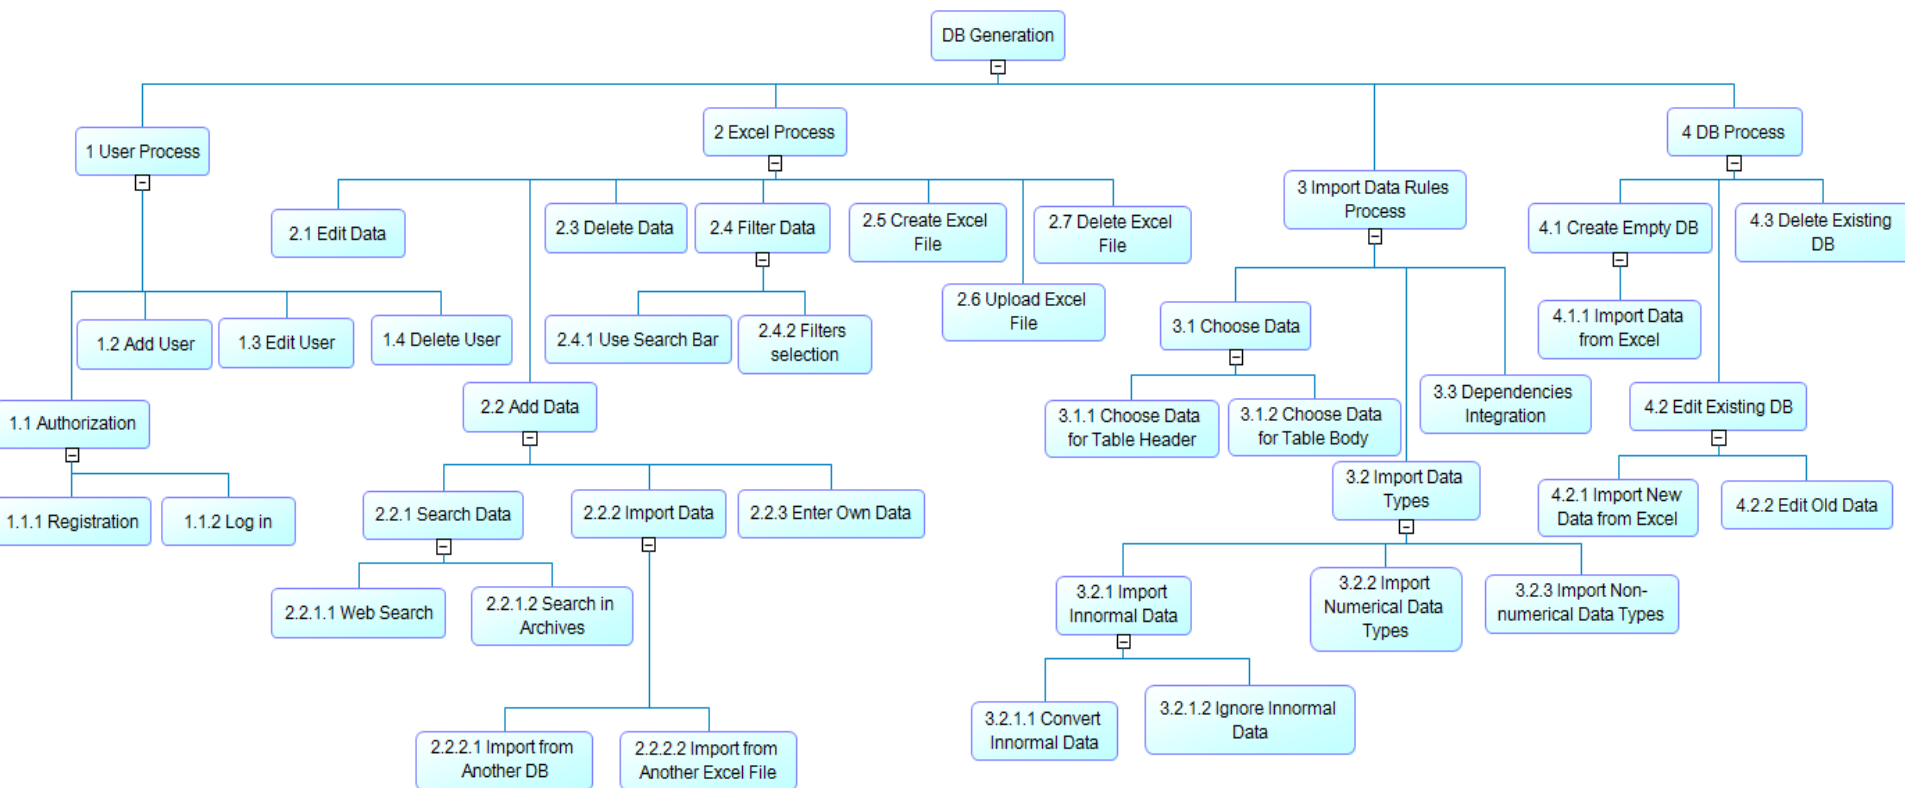 DB Generation
1 User Process
2 Excel Process
3 Import Data Rules
Process
4 DB Process
1.1 Authorization
1.1.1 Registration
1.1.2 Log in
1.2 Add User
1.3 Edit User
1.4 Delete User
2.1 Edit Data
2.2 Add Data
2.2.1 Search Data
2.2.1.1 Web Search
2.2.1.2 Search in
Archives
2.2.2 Import Data
2.2.2.1 Import from
Another DB
2.2.2.2 Import from
Another Excel File
2.2.3 Enter Own Data
2.3 Delete Data
2.4 Filter Data
2.4.1 Use Search Bar
2.4.2 Filters
selection
2.5 Create Excel
File
2.6 Upload Excel
File
2.7 Delete Excel
File
3.1 Choose Data
3.1.1 Choose Data
for Table Header
3.1.2 Choose Data
for Table Body
3.2 Import Data
Types
3.2.1 Import
Innormal Data
3.2.1.1 Convert
Innormal Data
3.2.1.2 Ignore Innormal
Data
3.2.2 Import
Numerical Data
Types
3.2.3 Import Non-
numerical Data Types
3.3 Dependencies
Integration
4.1 Create Empty DB
4.1.1 Import Data
from Excel
4.2 Edit Existing DB
4.2.1 Import New
Data from Excel
4.2.2 Edit Old Data
4.3 Delete Existing
DB